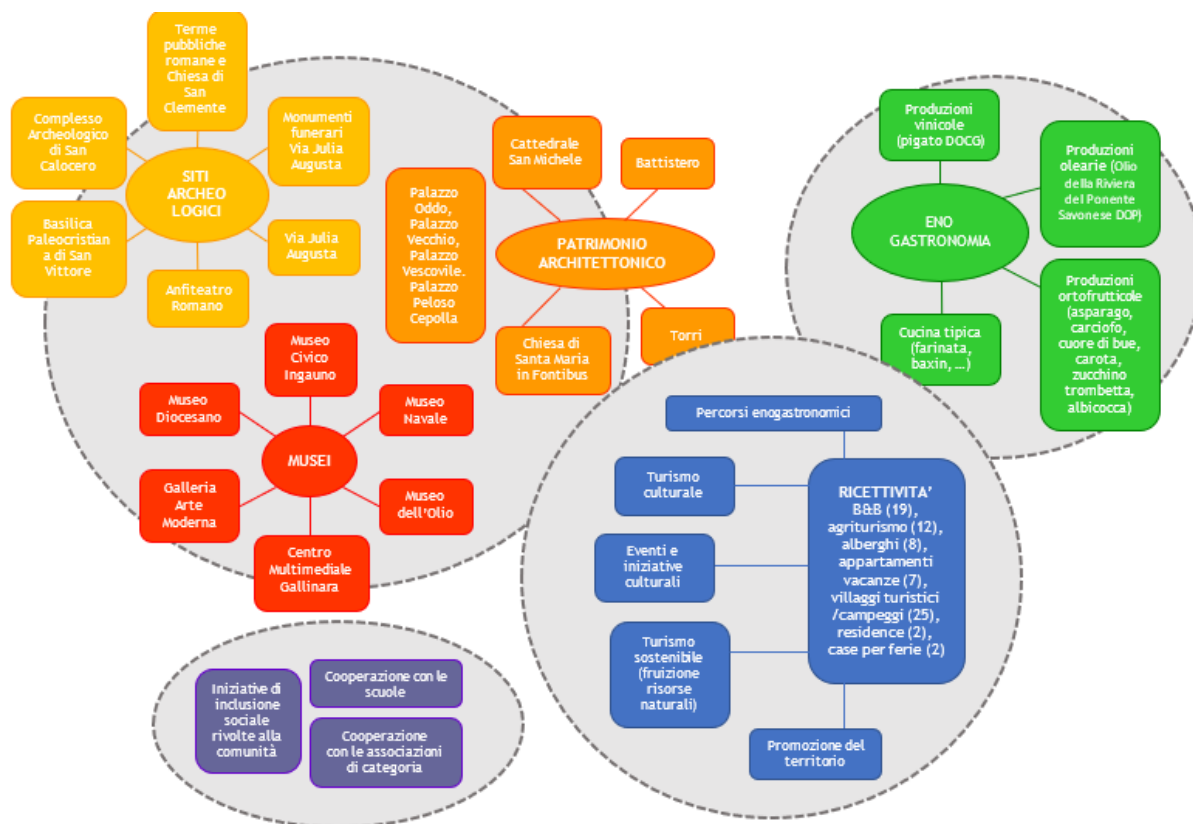 Terme
pubbliche
romane e
Chiesa di
San
Clemente
Complesso
Archeologico
di San
Calocero
Monumenti
funerari
Via Julia
Augusta
SITI
ARCHEO
LOGICI
Basilica
Paleocristian
a di San
Vittore
Via Julia
Augusta
Anfiteatro
Romano
Cattedrale
San Michele
Battistero
Palazzo
Oddo,
Palazzo
Vecchio,
Palazzo
Vescovile.
Palazzo
Peloso
Cepolla
PATRIMONIO
ARCHITETTONICO
Chiesa di
Santa Maria
in Fontibus
Torri
Produzioni
vinicole
(pigato DOCG)
Produzioni
olearie (Olio
della Riviera
del Ponente
Savonese DOP)
ENO
GASTRONOMIA
Cucina tipica
(farinata,
baxin, ...)
Produzioni
ortofrutticole
(asparago,
carciofo,
cuore di bue,
carota,
zucchino
trombetta,
albicocca)
Museo
Civico
Ingauno
Museo
Diocesano
Museo
Navale
MUSEI
Galleria
Arte
Moderna
Museo
dell'Olio
Centro
Multimediale
Gallinara
Percorsi enogastronomici
Turismo
culturale
Eventi e
iniziative
culturali
Turismo
sostenibile
(fruizione
risorse
naturali)
RICETTIVITA'
B&B (19),
agriturismo (12),
alberghi (8),
appartamenti
vacanze (7),
villaggi turistici
/campeggi (25),
residence (2),
case per ferie (2)
Promozione del
territorio
Iniziative di
inclusione
sociale
rivolte alla
comunità
Cooperazione con le
scuole
Cooperazione
con le associazioni
di categoria